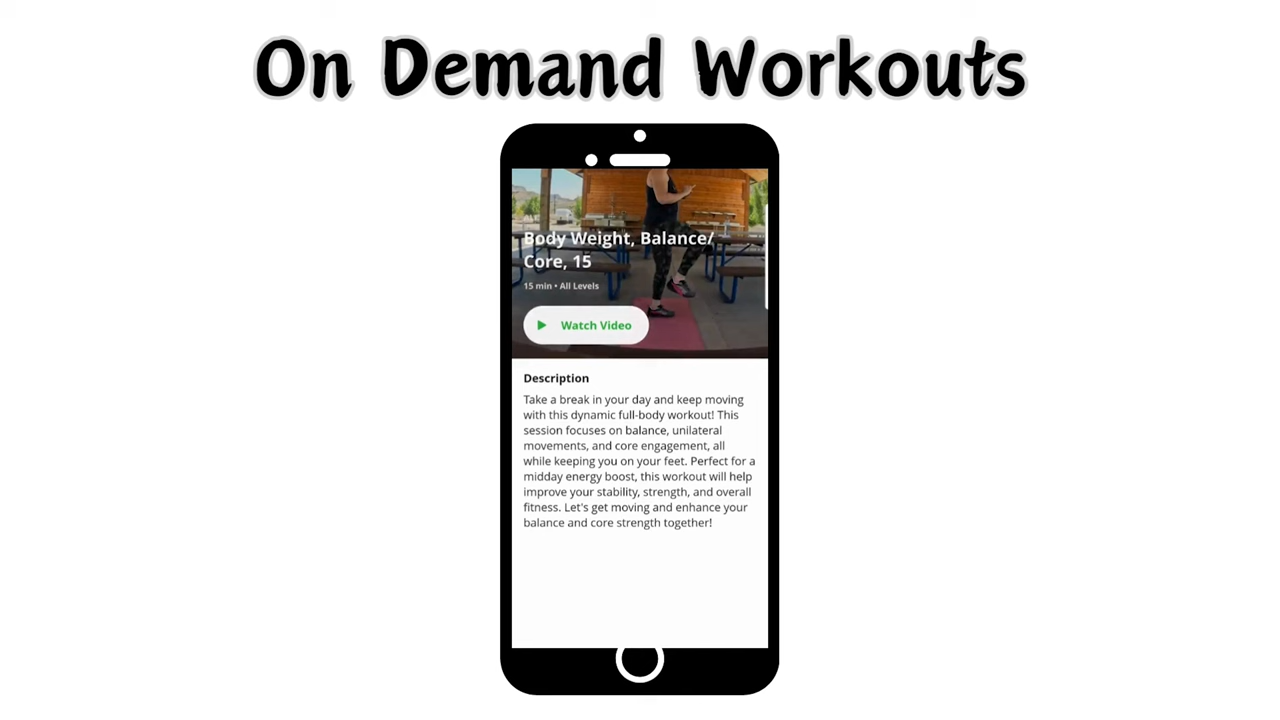 On Demand Workouts
Body Weight, Balance/
Core, 15
15 min • All Levels
Watch Video
Description
Take a break in your day and keep moving
with this dynamic full-body workout! This
session focuses on balance, unilateral
movements, and core engagement, all
while keeping you on your feet. Perfect for a
midday energy boost, this workout will help
improve your stability, strength, and overall
fitness. Let's get moving and enhance your
balance and core strength together!